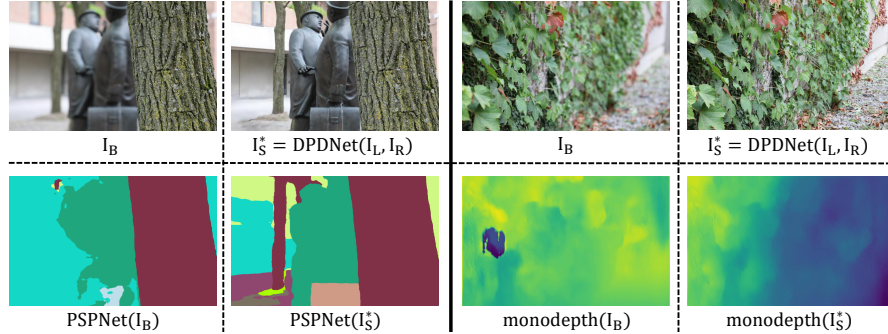 I_B
I_S^* = DPDNet(I_L, I_R)
I_B
I_S^* = DPDNet(I_L, I_R)
PSPNet(I_B)
PSPNet(I_S^*)
monodepth(I_B)
monodepth(I_S^*)